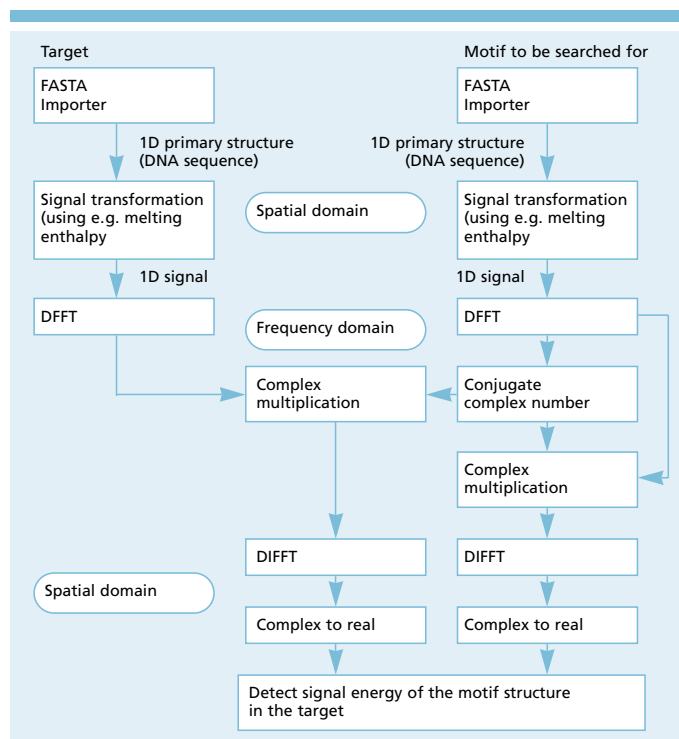 Target
Motif to be searched for
FASTA
Importer
FASTA
Importer
1D primary structure
(DNA sequence)
1D primary structure
(DNA sequence)
Signal transformation
(using e.g. melting
enthalpy
Spatial domain
Signal transformation
(using e.g. melting
enthalpy
1D signal
1D signal
DFFT
Frequency domain
DFFT
Complex
multiplication
Conjugate
complex number
Complex
multiplication
DIFFT
DIFFT
Spatial domain
Complex to real
Complex to real
Detect signal energy of the motif structure
in the target